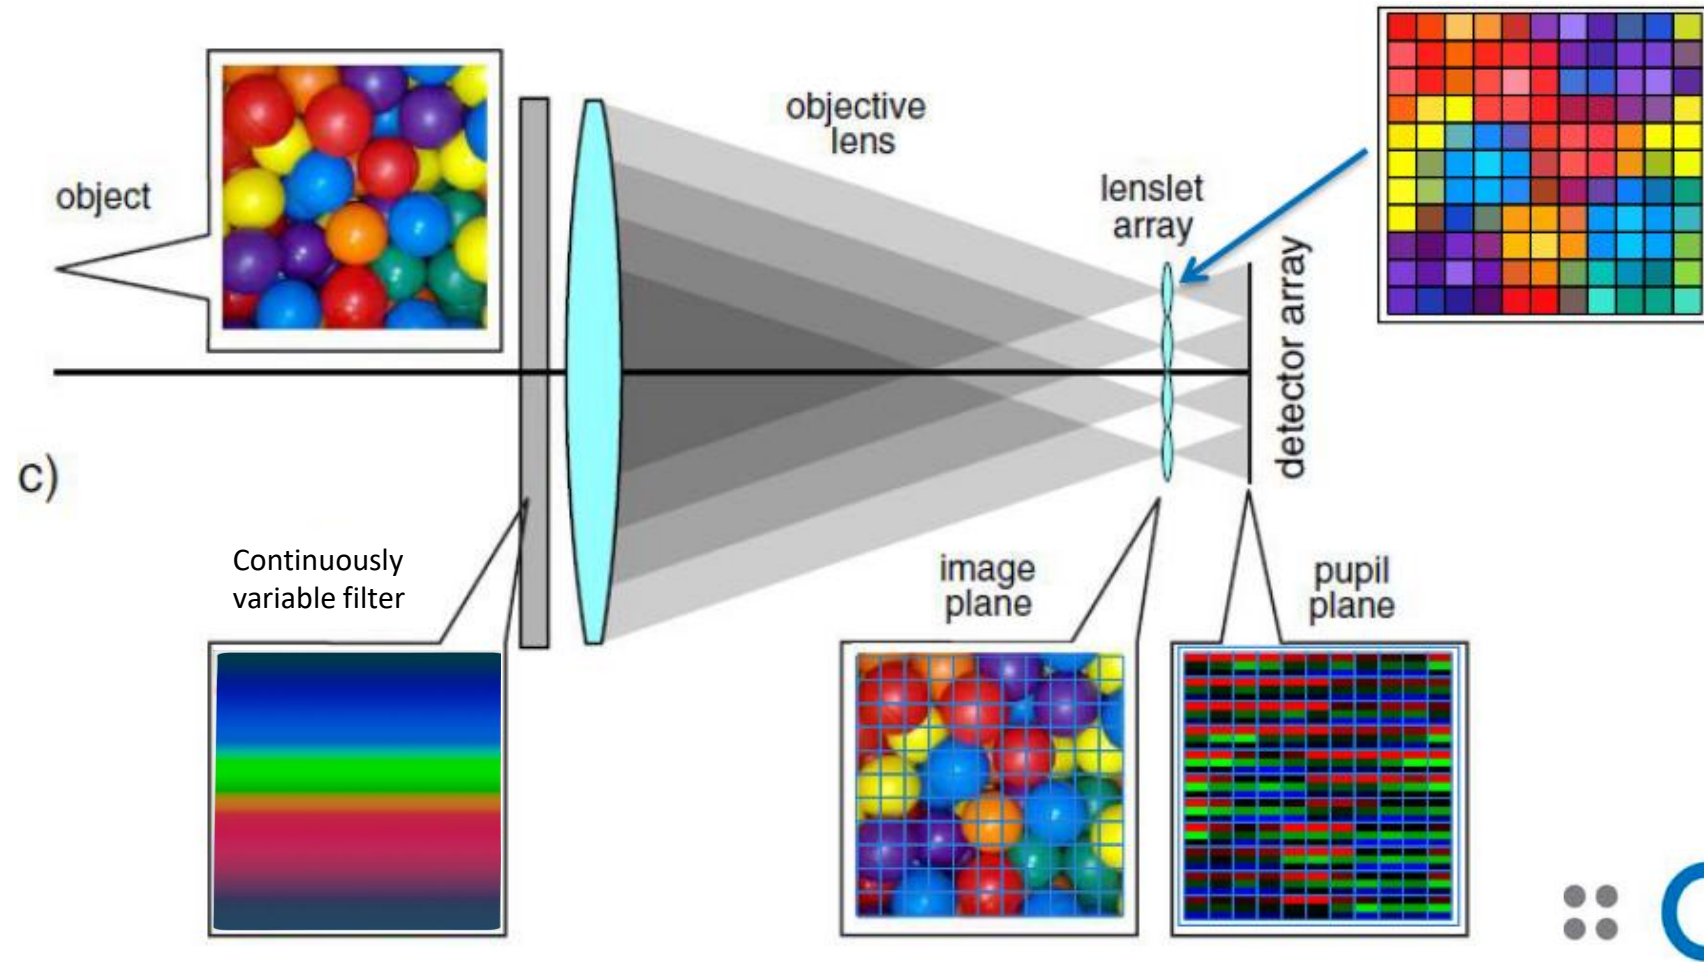 object
objective
lens
lenslet
array
detector array
c)
Continuously
variable filter
image
plane
pupil
plane